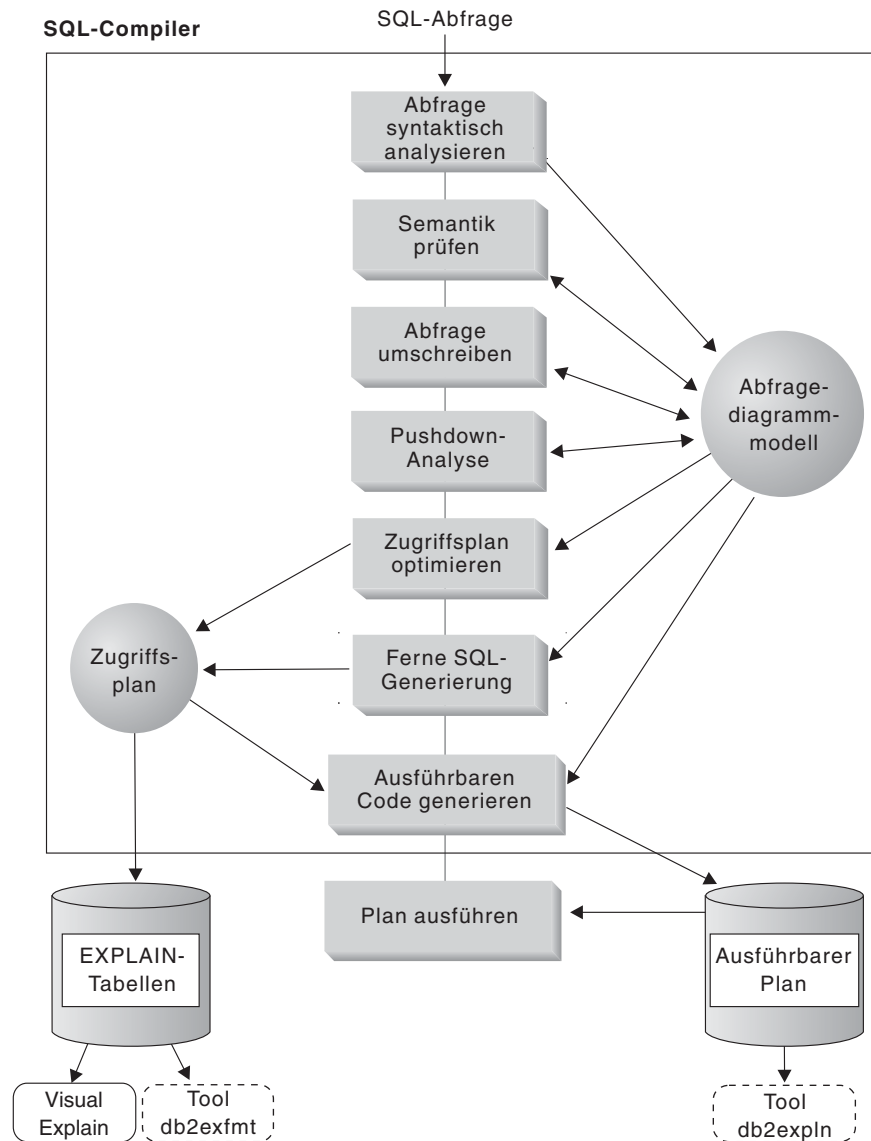 SQL-Compiler
SQL-Abfrage
Abfrage
syntaktisch
analysieren
Semantik
prüfen
Abfrage
umschreiben
Abfrage-
diagramm-
modell
Pushdown-
Analyse
Zugriffsplan
optimieren
Zugriffs-
plan
Ferne SQL-
Generierung
Ausführbaren
Code generieren
Plan ausführen
EXPLAIN-
Tabellen
Ausführbarer
Plan
Visual
Explain
Tool
db2exfmt
Tool
db2expln